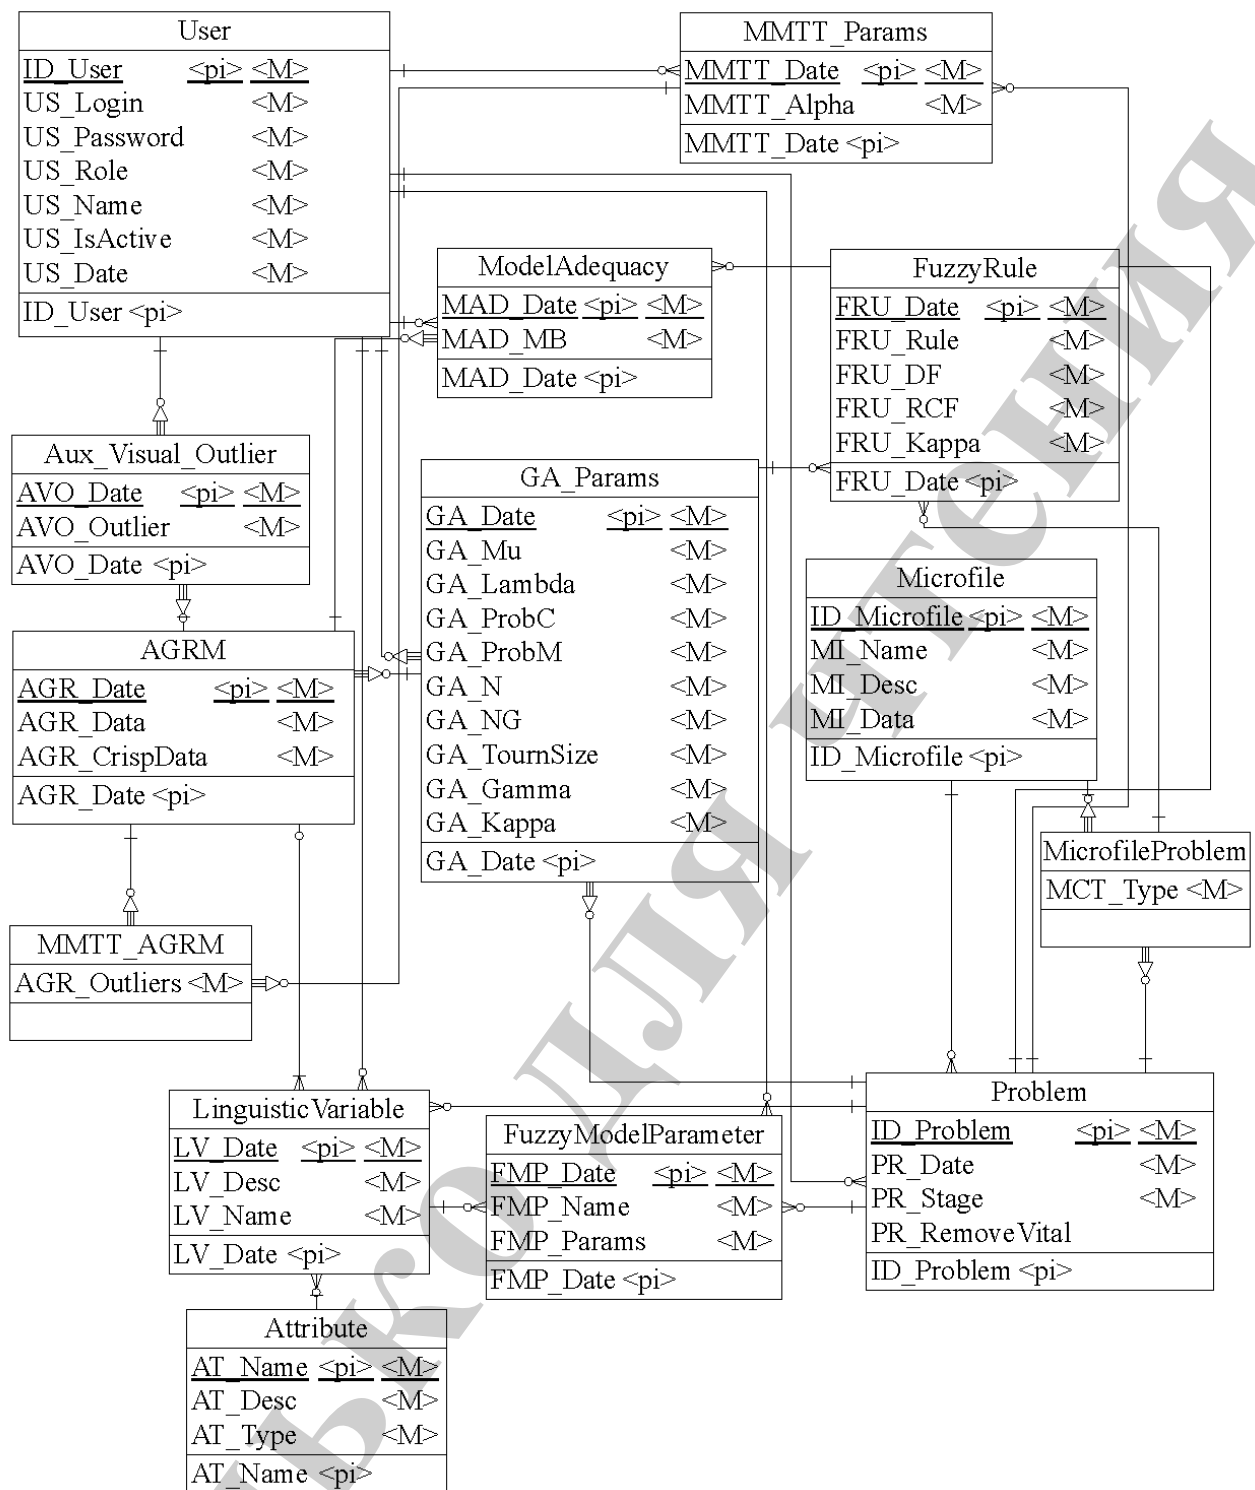 User
ID_User <pi> <M>
US_Login <M>
US_Password <M>
US_Role <M>
US_Name <M>
US_IsActive <M>
US_Date <M>
ID_User <pi>
MMTT_Params
MMTT_Date <pi> <M>
MMTT_Alpha <M>
MMTT_Date <pi>
ModelAdequacy
MAD_Date <pi> <M>
MAD_MB <M>
MAD_Date <pi>
FuzzyRule
FRU_Date <pi> <M>
FRU_Rule <M>
FRU_DF <M>
FRU_RCF <M>
FRU_Kappa <M>
FRU_Date <pi>
Aux_Visual_Outlier
AVO_Date <pi> <M>
AVO_Outlier <M>
AVO_Date <pi>
GA_Params
GA_Date <pi> <M>
GA_Mu <M>
GA_Lambda <M>
GA_ProbC <M>
GA_ProbM <M>
GA_N <M>
GA_NG <M>
GA_TournSize <M>
GA_Gamma <M>
GA_Kappa <M>
GA_Date <pi>
Microfile
ID_Microfile <pi> <M>
MI_Name <M>
MI_Desc <M>
MI_Data <M>
ID_Microfile <pi>
AGRM
AGR_Date <pi> <M>
AGR_Data <M>
AGR_CrispData <M>
AGR_Date <pi>
MicrofileProblem
MCT_Type <M>
MMTT_AGRM
AGR_Outliers <M>
LinguisticVariable
LV_Date <pi> <M>
LV_Desc <M>
LV_Name <M>
LV_Date <pi>
FuzzyModelParameter
FMP_Date <pi> <M>
FMP_Name <M>
FMP_Params <M>
FMP_Date <pi>
Problem
ID_Problem <pi> <M>
PR_Date <M>
PR_Stage <M>
PR_RemoveVital
ID_Problem <pi>
Attribute
AT_Name <pi> <M>
AT_Desc <M>
AT_Type <M>
AT_Name <pi>
для чтения